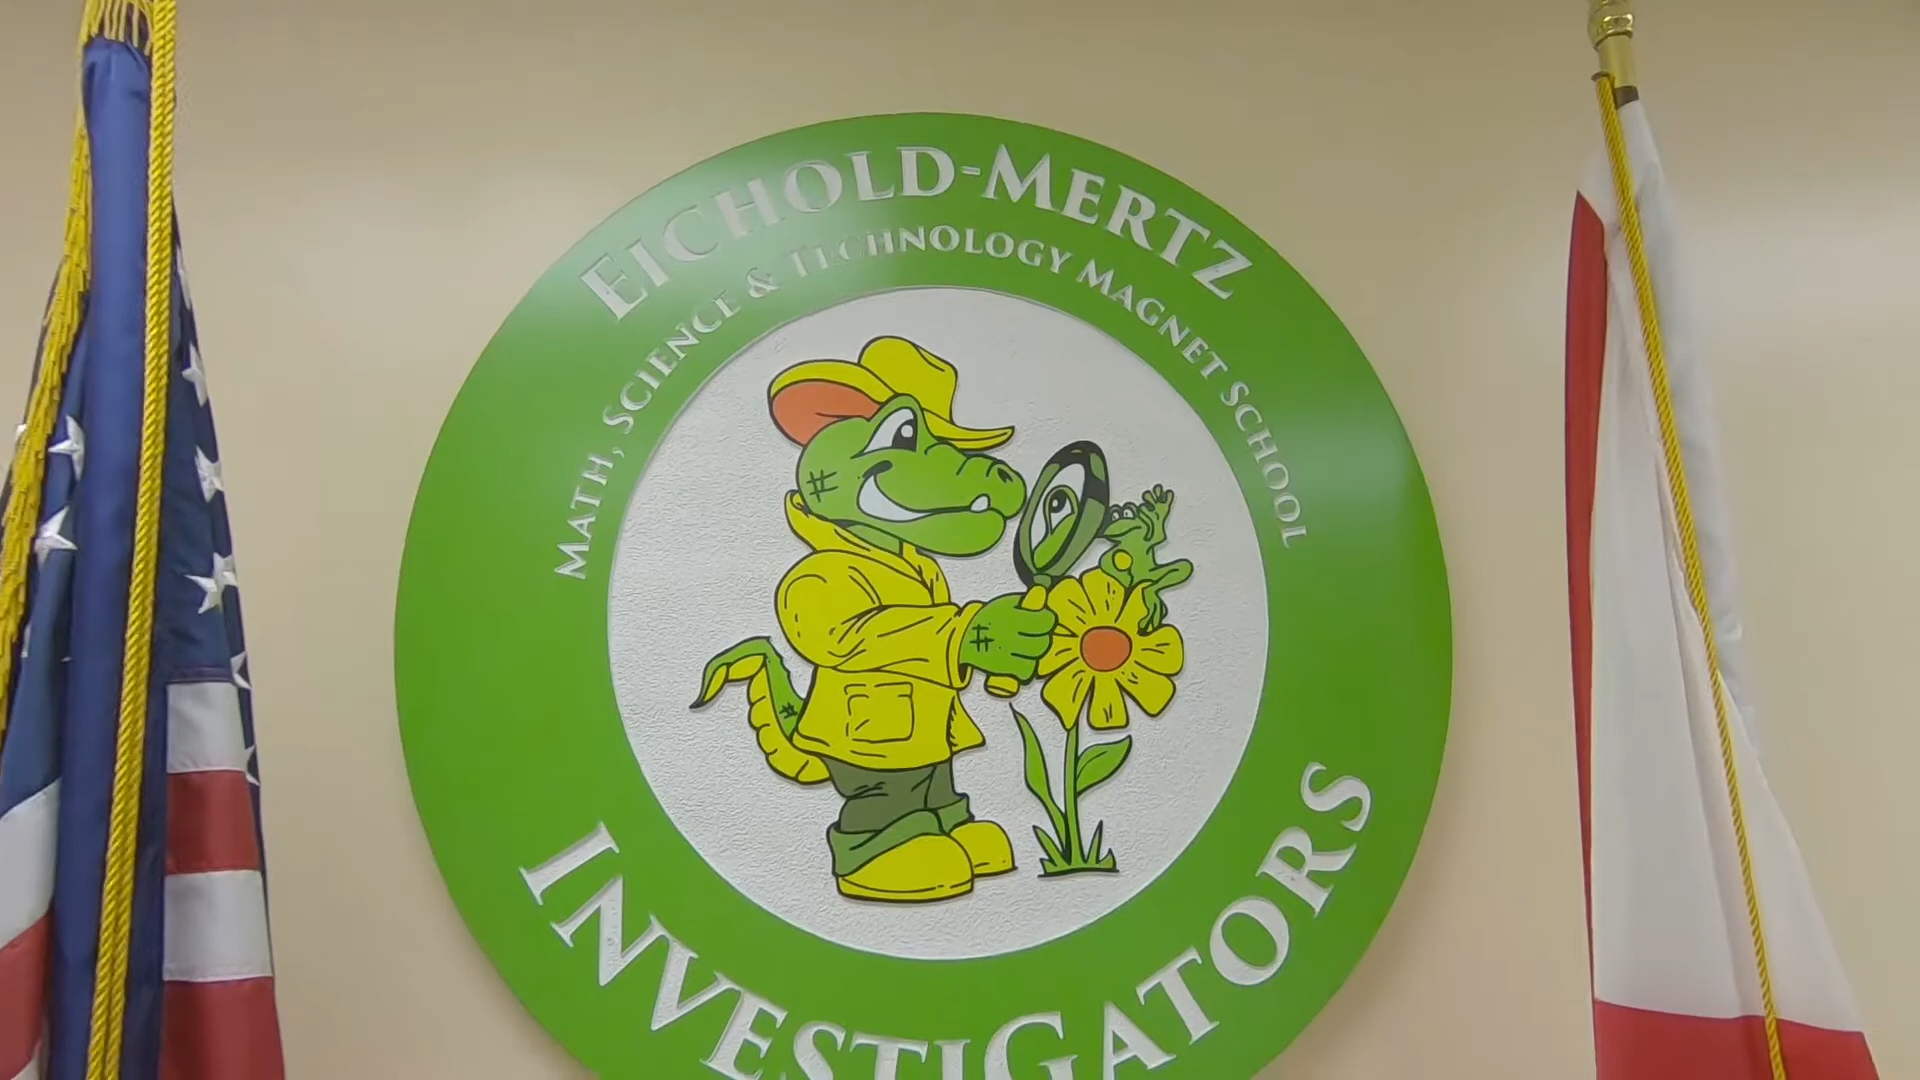 EICHOLD-MERTZ
MATH, SCIENCE & TECHNOLOGY MAGNET SCHOOL
INVESTIGATORS